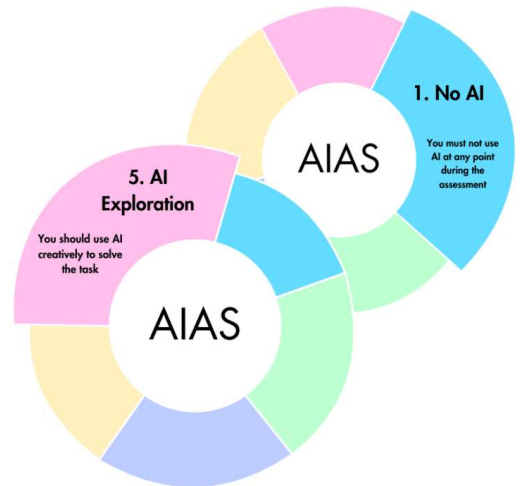 1. No AI
You must not use
AI at any point
during the
assessment
AIAS
5. AI
Exploration
You should use AI
creatively to solve
the task
AIAS